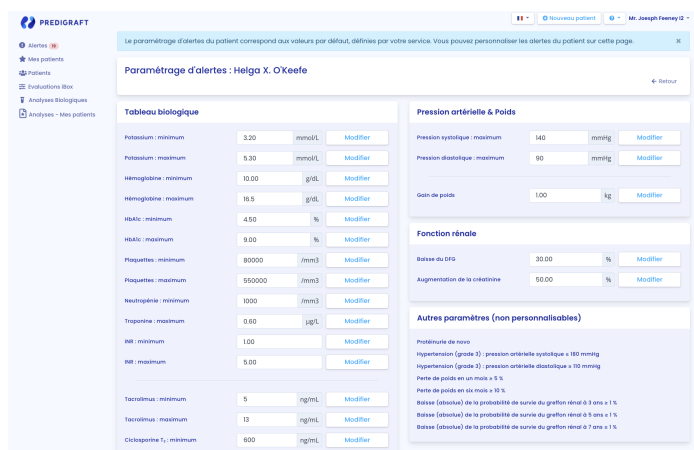 PREDIGRAFT
Nouveau patient
Mr. Joesph Feeney I2
Alertes 19
Mes patients
Patients
Evaluations iBox
Analyses Biologiques
Analyses - Mes patients
Le paramétrage d'alertes du patient correspond aux valeurs par défaut, définies par votre service. Vous pouvez personnaliser les alertes du patient sur cette page.
Paramétrage d'alertes : Helga X. O'Keefe
← Retour
Tableau biologique
Potassium : minimum 3.20 mmol/L Modifier
Potassium : maximum 5.30 mmol/L Modifier
Hémoglobine : minimum 10.00 g/dL Modifier
Hémoglobine : maximum 16.5 g/dL Modifier
HbA1c : minimum 4.50 % Modifier
HbA1c : maximum 9.00 % Modifier
Plaquettes : minimum 80000 /mm3 Modifier
Plaquettes : maximum 550000 /mm3 Modifier
Neutropénie : minimum 1000 /mm3 Modifier
Troponine : maximum 0.60 µg/L Modifier
INR : minimum 1.00 Modifier
INR : maximum 5.00 Modifier
Tacrolimus : minimum 5 ng/mL Modifier
Tacrolimus : maximum 13 ng/mL Modifier
Ciclosporine T₀ : minimum 600 ng/mL Modifier
Pression artérielle & Poids
Pression systolique : maximum 140 mmHg Modifier
Pression diastolique : maximum 90 mmHg Modifier
Gain de poids 1.00 kg Modifier
Fonction rénale
Baisse du DFG 30.00 % Modifier
Augmentation de la créatinine 50.00 % Modifier
Autres paramètres (non personnalisables)
Protéinurie de novo
Hypertension (grade 3) : pression artérielle systolique ≥ 180 mmHg
Hypertension (grade 3) : pression artérielle diastolique ≥ 110 mmHg
Perte de poids en un mois ≥ 5 %
Perte de poids en six mois ≥ 10 %
Baisse (absolue) de la probabilité de survie du greffon rénal à 3 ans ≥ 1 %
Baisse (absolue) de la probabilité de survie du greffon rénal à 5 ans ≥ 1 %
Baisse (absolue) de la probabilité de survie du greffon rénal à 7 ans ≥ 1 %